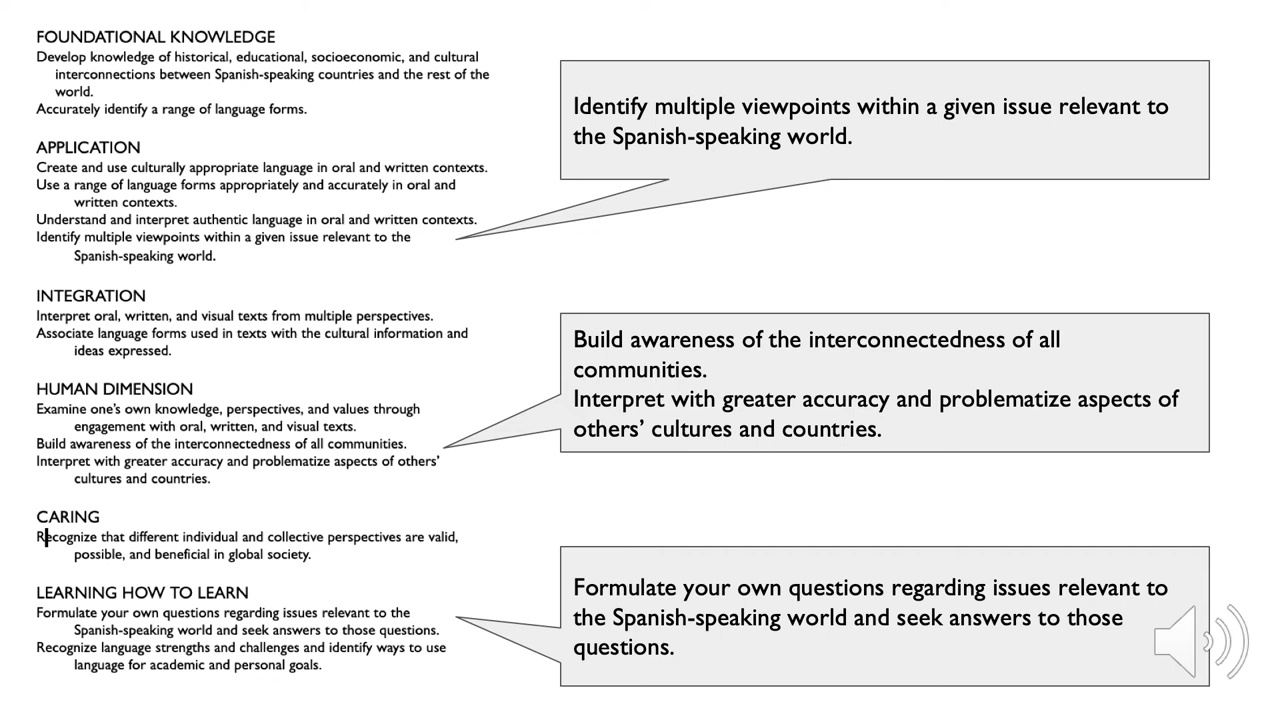 FOUNDATIONAL KNOWLEDGE
Develop knowledge of historical, educational, socioeconomic, and cultural
interconnections between Spanish-speaking countries and the rest of the
world.
Accurately identify a range of language forms.
APPLICATION
Create and use culturally appropriate language in oral and written contexts.
Use a range of language forms appropriately and accurately in oral and
written contexts.
Understand and interpret authentic language in oral and written contexts.
Identify multiple viewpoints within a given issue relevant to the
Spanish-speaking world.
INTEGRATION
Interpret oral, written, and visual texts from multiple perspectives.
Associate language forms used in texts with the cultural information and
ideas expressed.
HUMAN DIMENSION
Examine one's own knowledge, perspectives, and values through
engagement with oral, written, and visual texts.
Build awareness of the interconnectedness of all communities.
Interpret with greater accuracy and problematize aspects of others'
cultures and countries.
CARING
Recognize that different individual and collective perspectives are valid,
possible, and beneficial in global society.
LEARNING HOW TO LEARN
Formulate your own questions regarding issues relevant to the
Spanish-speaking world and seek answers to those questions.
Recognize language strengths and challenges and identify ways to use
language for academic and personal goals.
Identify multiple viewpoints within a given issue relevant to
the Spanish-speaking world.
Build awareness of the interconnectedness of all
communities.
Interpret with greater accuracy and problematize aspects of
others' cultures and countries.
Formulate your own questions regarding issues relevant to
the Spanish-speaking world and seek answers to those
questions.